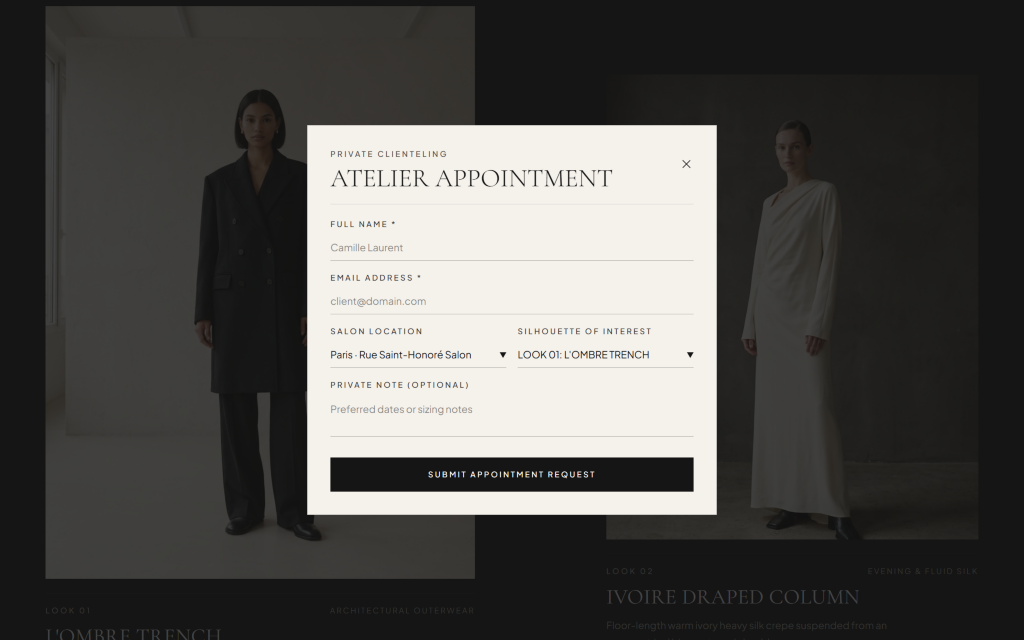 PRIVATE CLIENTELING
ATELIER APPOINTMENT
FULL NAME *
Camille Laurent
EMAIL ADDRESS *
client@domain.com
SALON LOCATION
SILHOUETTE OF INTEREST
Paris · Rue Saint-Honoré Salon
LOOK 01: L'OMBRE TRENCH
PRIVATE NOTE (OPTIONAL)
Preferred dates or sizing notes
SUBMIT APPOINTMENT REQUEST
LOOK 01
ARCHITECTURAL OUTERWEAR
L'OMBRE TRENCH
LOOK 02
EVENING & FLUID SILK
IVOIRE DRAPED COLUMN
Floor-length warm ivory heavy silk crepe suspended from an